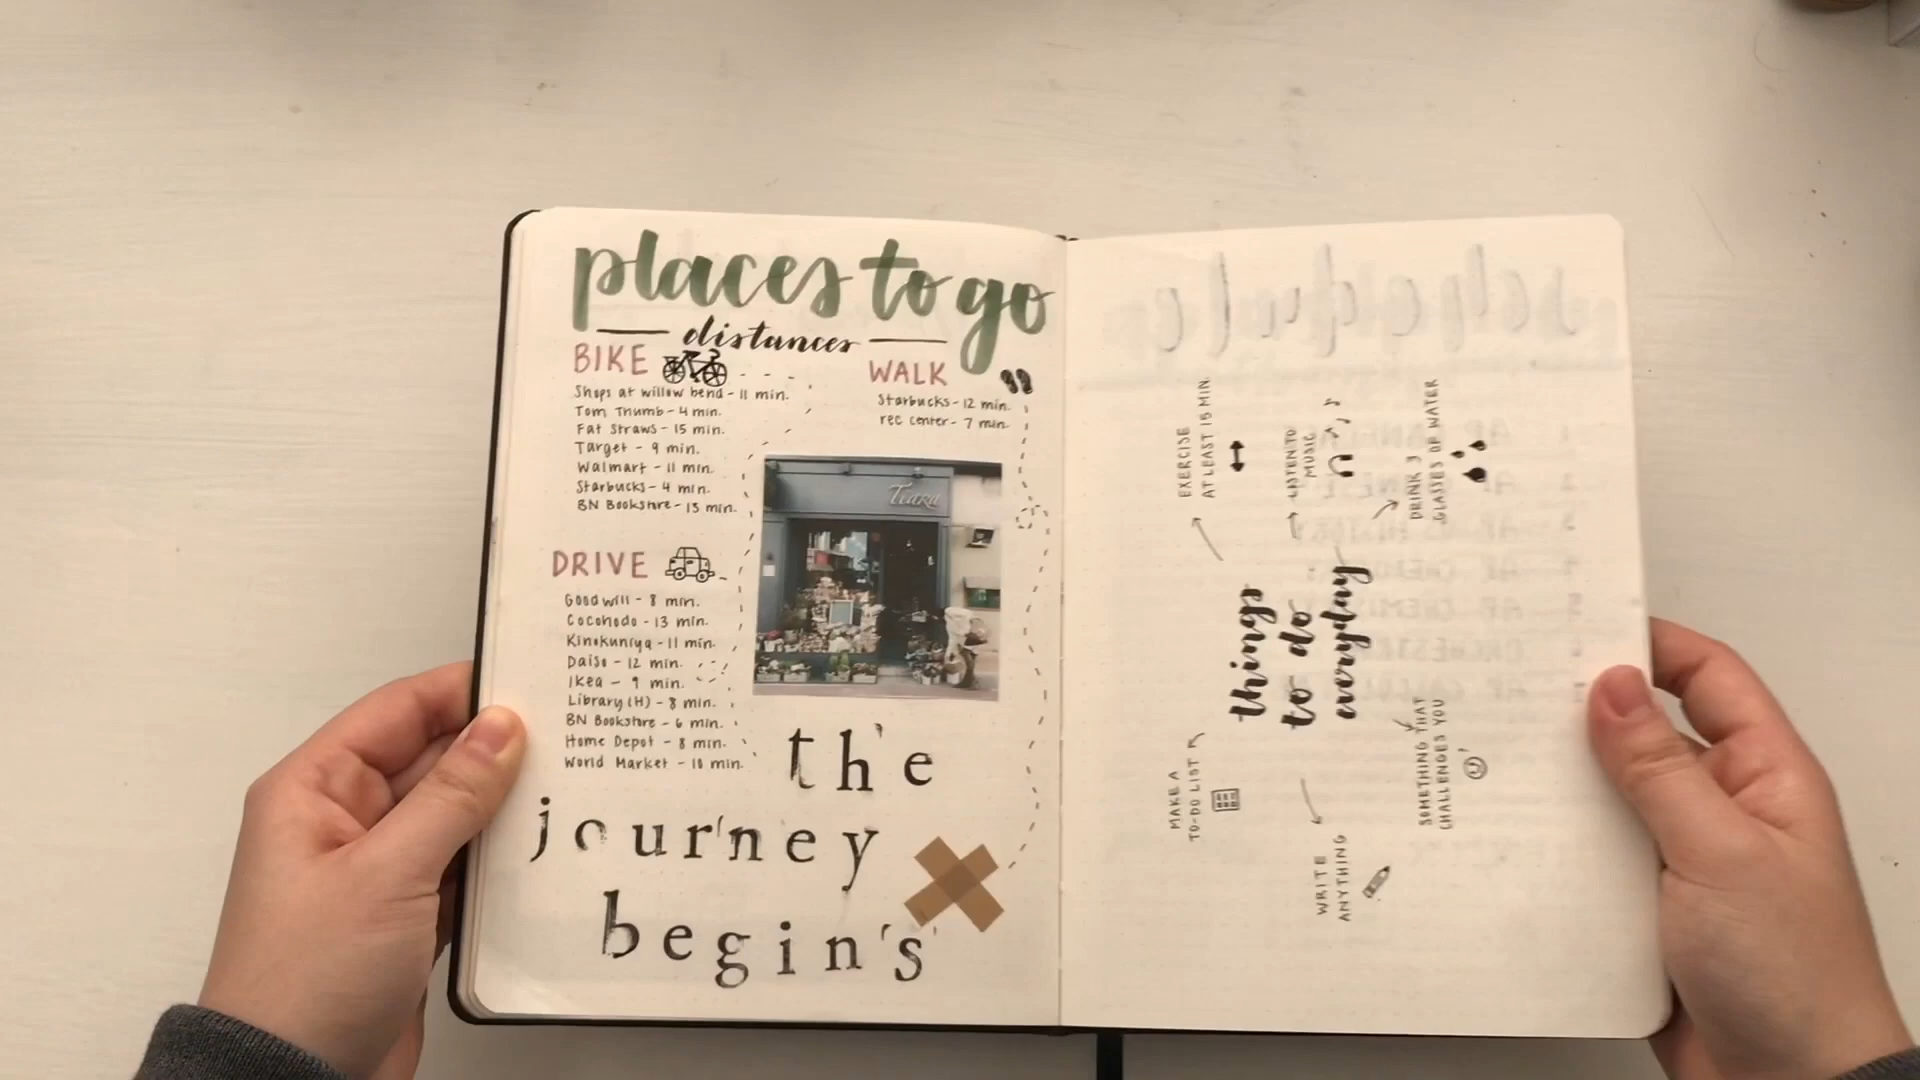 places to go
distances
BIKE
Shops at willow bend - 11 min.
Tom Thumb - 4 min.
Fat Straws - 15 min.
Target - 9 min.
Walmart - 11 min.
Starbucks - 4 min.
BN Bookstore - 15 min.
WALK
Starbucks - 12 min.
rec center - 7 min.
DRIVE
Goodwill - 8 min.
Cocohodo - 13 min.
Kinokuniya - 11 min.
Daiso - 12 min.
Ikea - 9 min.
Library (H) - 8 min.
BN Bookstore - 6 min.
Home Depot - 8 min.
World Market - 10 min.
the
journey
begins
things
to do
everyday
EXERCISE
AT LEAST 15 MIN.
LISTEN TO
MUSIC
DRINK 3
GLASSES OF WATER
MAKE A
TO-DO LIST
WRITE
ANYTHING
SOMETHING THAT
CHALLENGES YOU
schedule